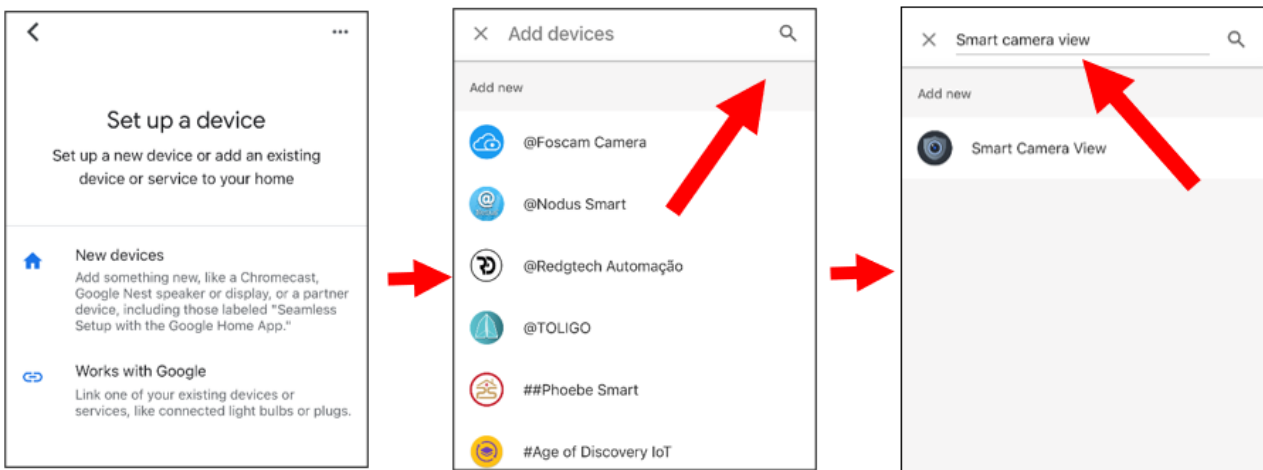 Set up a device
Set up a new device or add an existing
device or service to your home
New devices
Add something new, like a Chromecast,
Google Nest speaker or display, or a partner
device, including those labeled "Seamless
Setup with the Google Home App."
Works with Google
Link one of your existing devices or
services, like connected light bulbs or plugs.
Add devices
Add new
@Foscam Camera
@Nodus Smart
@Redgtech Automação
@TOLIGO
##Phoebe Smart
#Age of Discovery IoT
Smart camera view
Add new
Smart Camera View